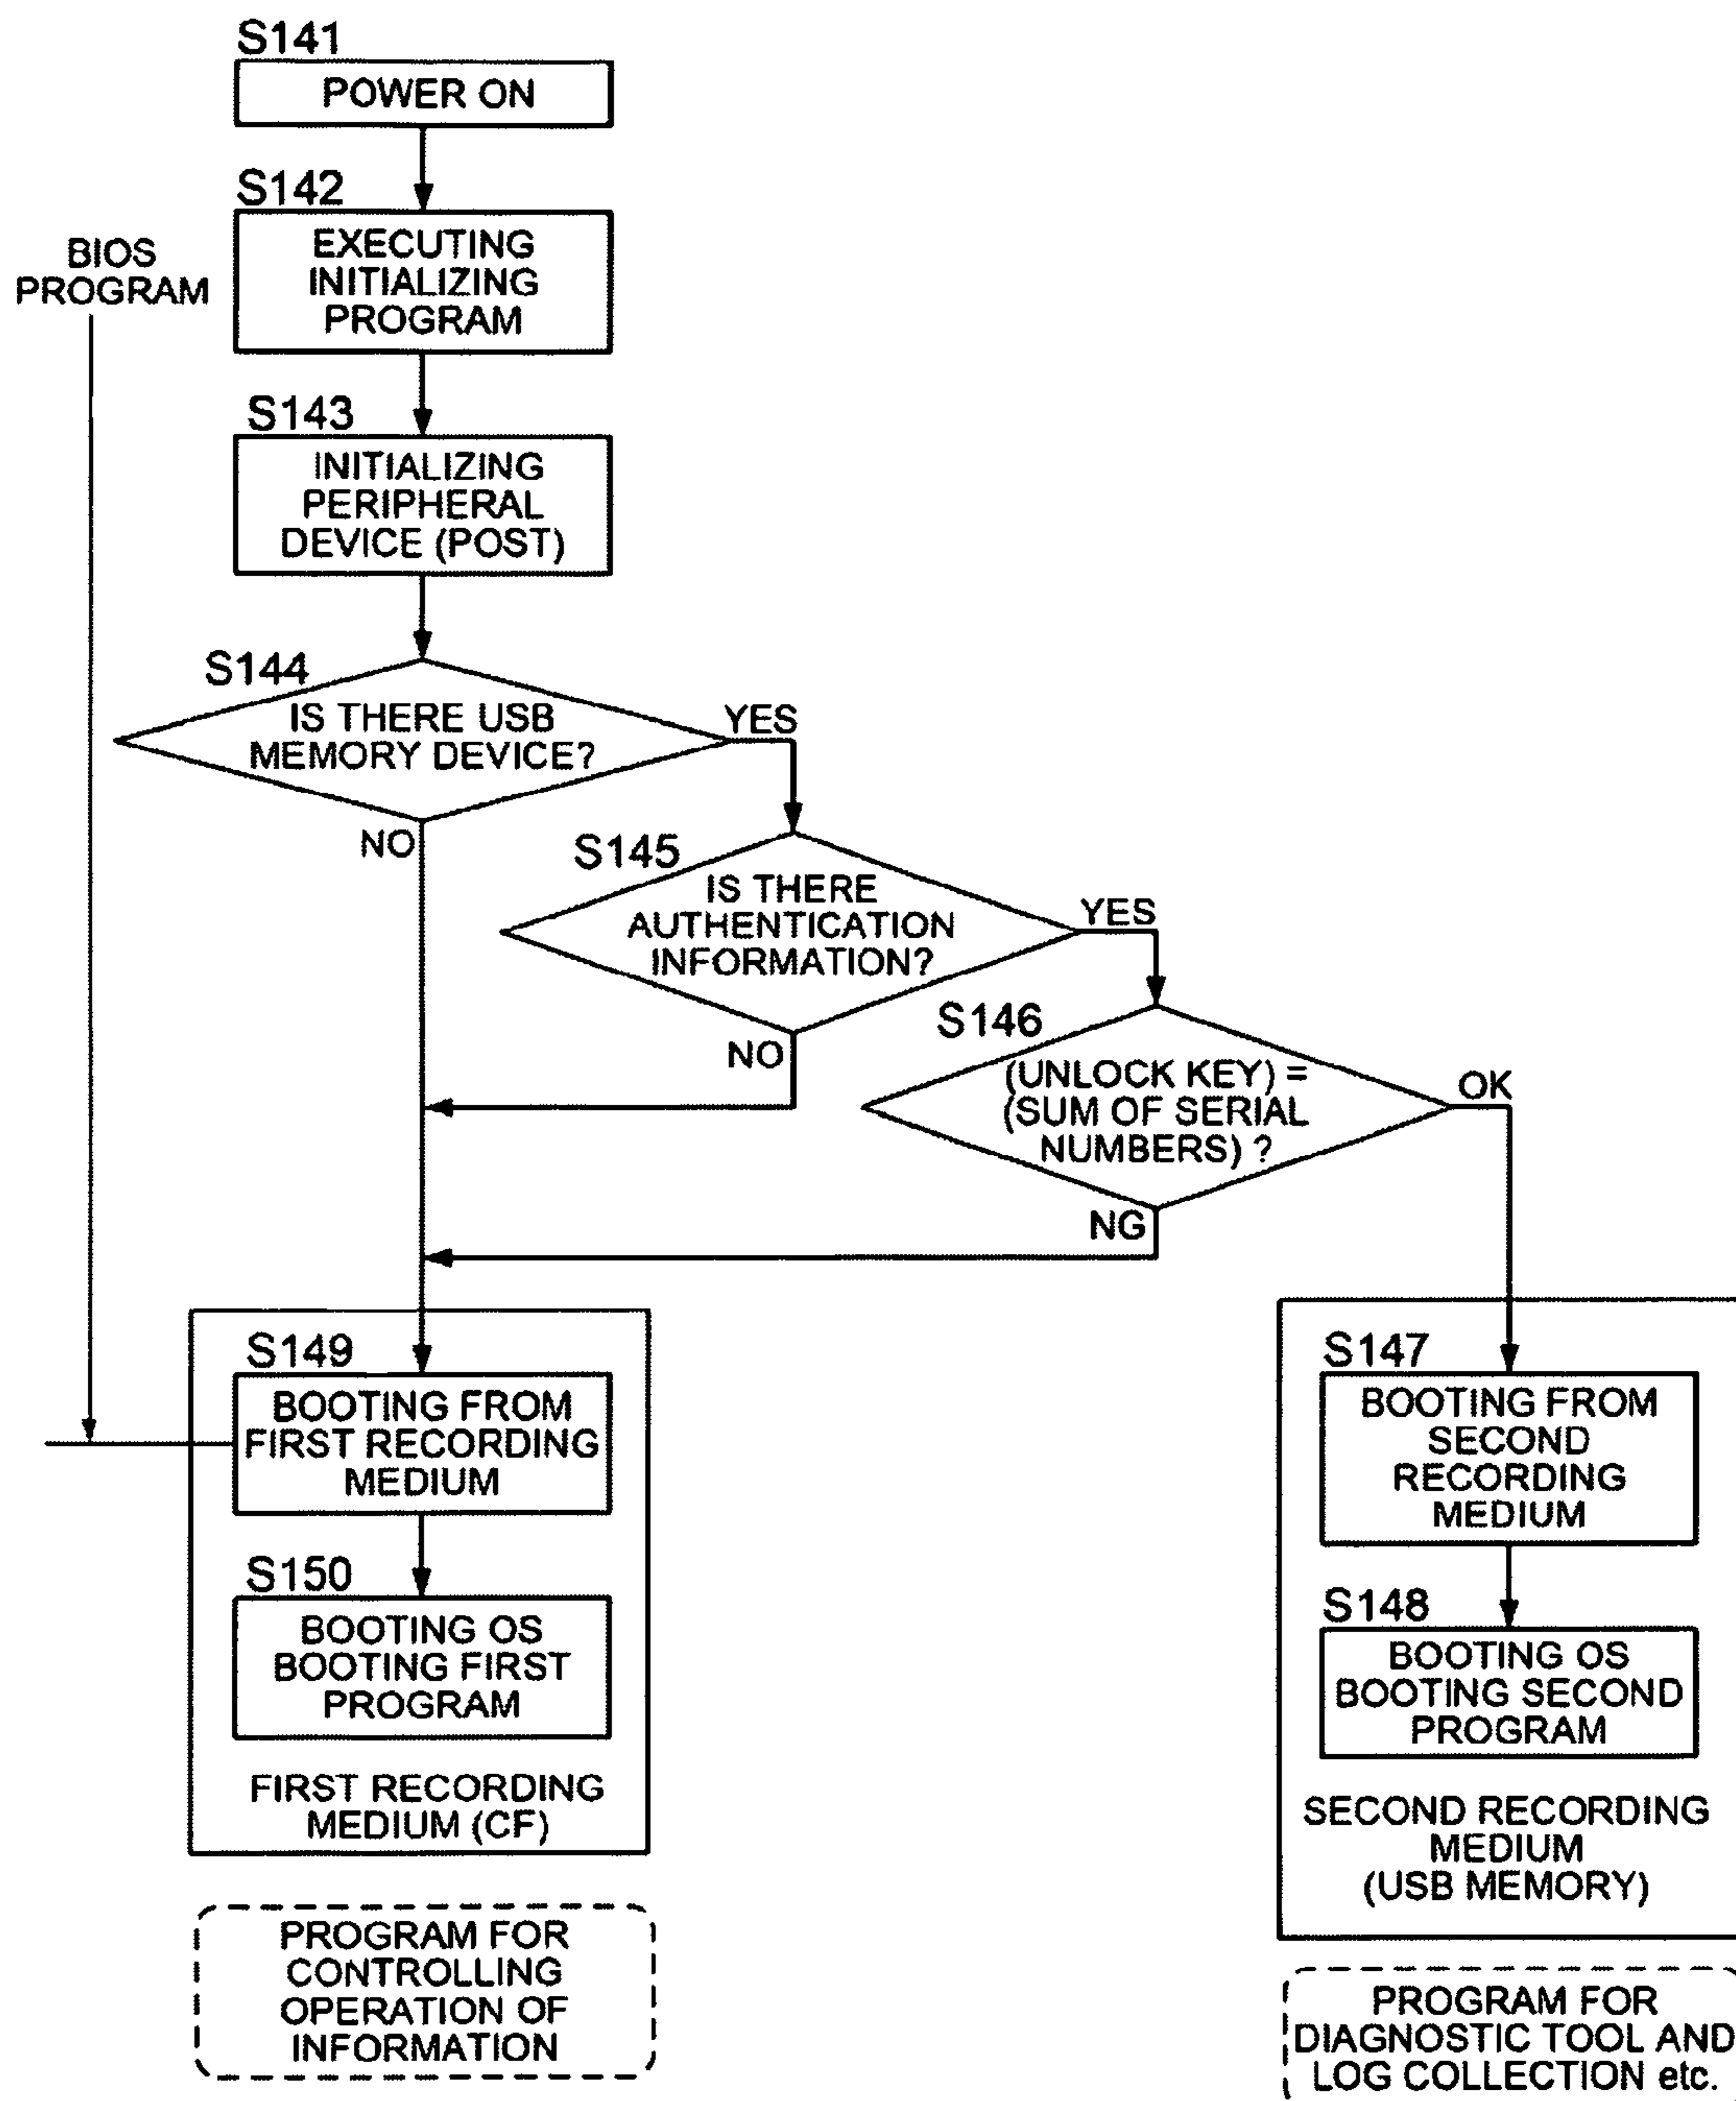 S141
POWER ON
S142
EXECUTING
INITIALIZING
PROGRAM
BIOS
PROGRAM
S143
INITIALIZING
PERIPHERAL
DEVICE (POST)
S144
IS THERE USB
MEMORY DEVICE?
YES
NO
S145
IS THERE
AUTHENTICATION
INFORMATION?
YES
NO
S146
(UNLOCK KEY) =
(SUM OF SERIAL
NUMBERS) ?
OK
NG
S149
BOOTING FROM
FIRST RECORDING
MEDIUM
S150
BOOTING OS
BOOTING FIRST
PROGRAM
FIRST RECORDING
MEDIUM (CF)
PROGRAM FOR
CONTROLLING
OPERATION OF
INFORMATION
S147
BOOTING FROM
SECOND
RECORDING
MEDIUM
S148
BOOTING OS
BOOTING SECOND
PROGRAM
SECOND RECORDING
MEDIUM
(USB MEMORY)
PROGRAM FOR
DIAGNOSTIC TOOL AND
LOG COLLECTION etc.